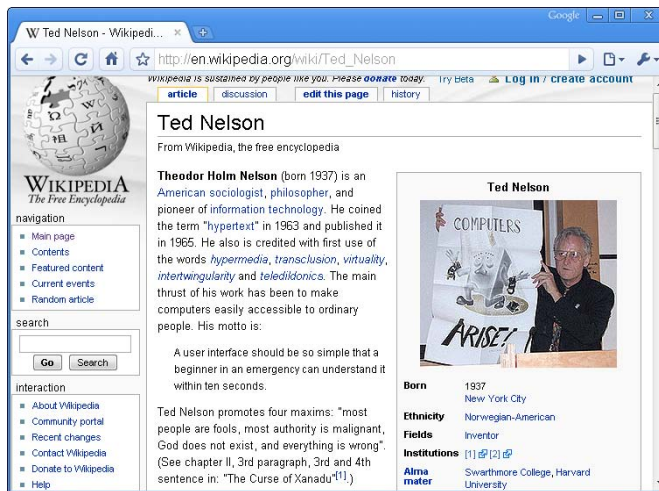 Google
Ted Nelson - Wikipedi...
http://en.wikipedia.org/wiki/Ted_Nelson
Wikipedia is sustained by people like you. Please donate today.
Try Beta
Log in / create account
article
discussion
edit this page
history
WIKIPEDIA
The Free Encyclopedia
navigation
Main page
Contents
Featured content
Current events
Random article
search
Go
Search
interaction
About Wikipedia
Community portal
Recent changes
Contact Wikipedia
Donate to Wikipedia
Help
Ted Nelson
From Wikipedia, the free encyclopedia
Theodor Holm Nelson (born 1937) is an
American sociologist, philosopher, and
pioneer of information technology. He coined
the term "hypertext" in 1963 and published it
in 1965. He also is credited with first use of
the words hypermedia, transclusion, virtuality,
intertwingularity and teledildonics. The main
thrust of his work has been to make
computers easily accessible to ordinary
people. His motto is:
A user interface should be so simple that a
beginner in an emergency can understand it
within ten seconds.
Ted Nelson promotes four maxims: "most
people are fools, most authority is malignant,
God does not exist, and everything is wrong".
(See chapter II, 3rd paragraph, 3rd and 4th
sentence in: "The Curse of Xanadu"[1].)
Ted Nelson
COMPUTERS
ARISE!
Born 1937
New York City
Ethnicity Norwegian-American
Fields Inventor
Institutions [1] [2]
Alma Swarthmore College, Harvard
mater University